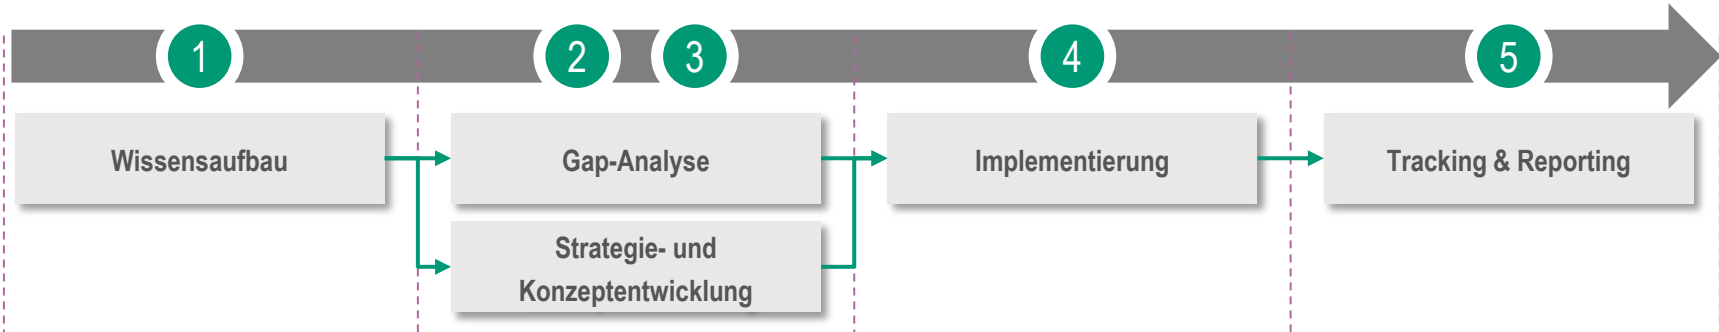 1
2
3
4
5
Wissensaufbau
Gap-Analyse
Implementierung
Tracking & Reporting
Strategie- und
Konzeptentwicklung